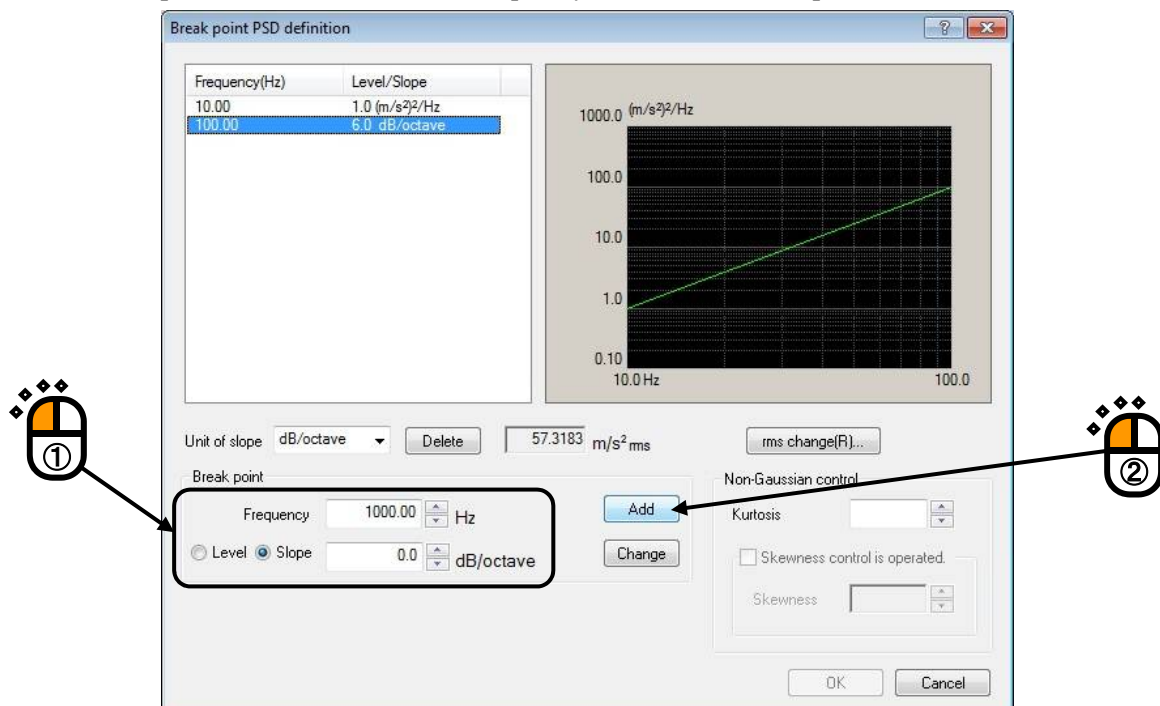 Break point PSD definition
Frequency(Hz) Level/Slope
10.00 1.0 (m/s²)²/Hz
100.00 6.0 dB/octave
1000.0 (m/s²)²/Hz
100.0
10.0
1.0
0.10
10.0 Hz 100.0
Unit of slope dB/octave Delete 57.3183 m/s² rms rms change(R)...
Break point
Frequency 1000.00 Hz
Level Slope 0.0 dB/octave
Add
Change
Non-Gaussian control
Kurtosis
Skewness control is operated.
Skewness
OK Cancel
①
②